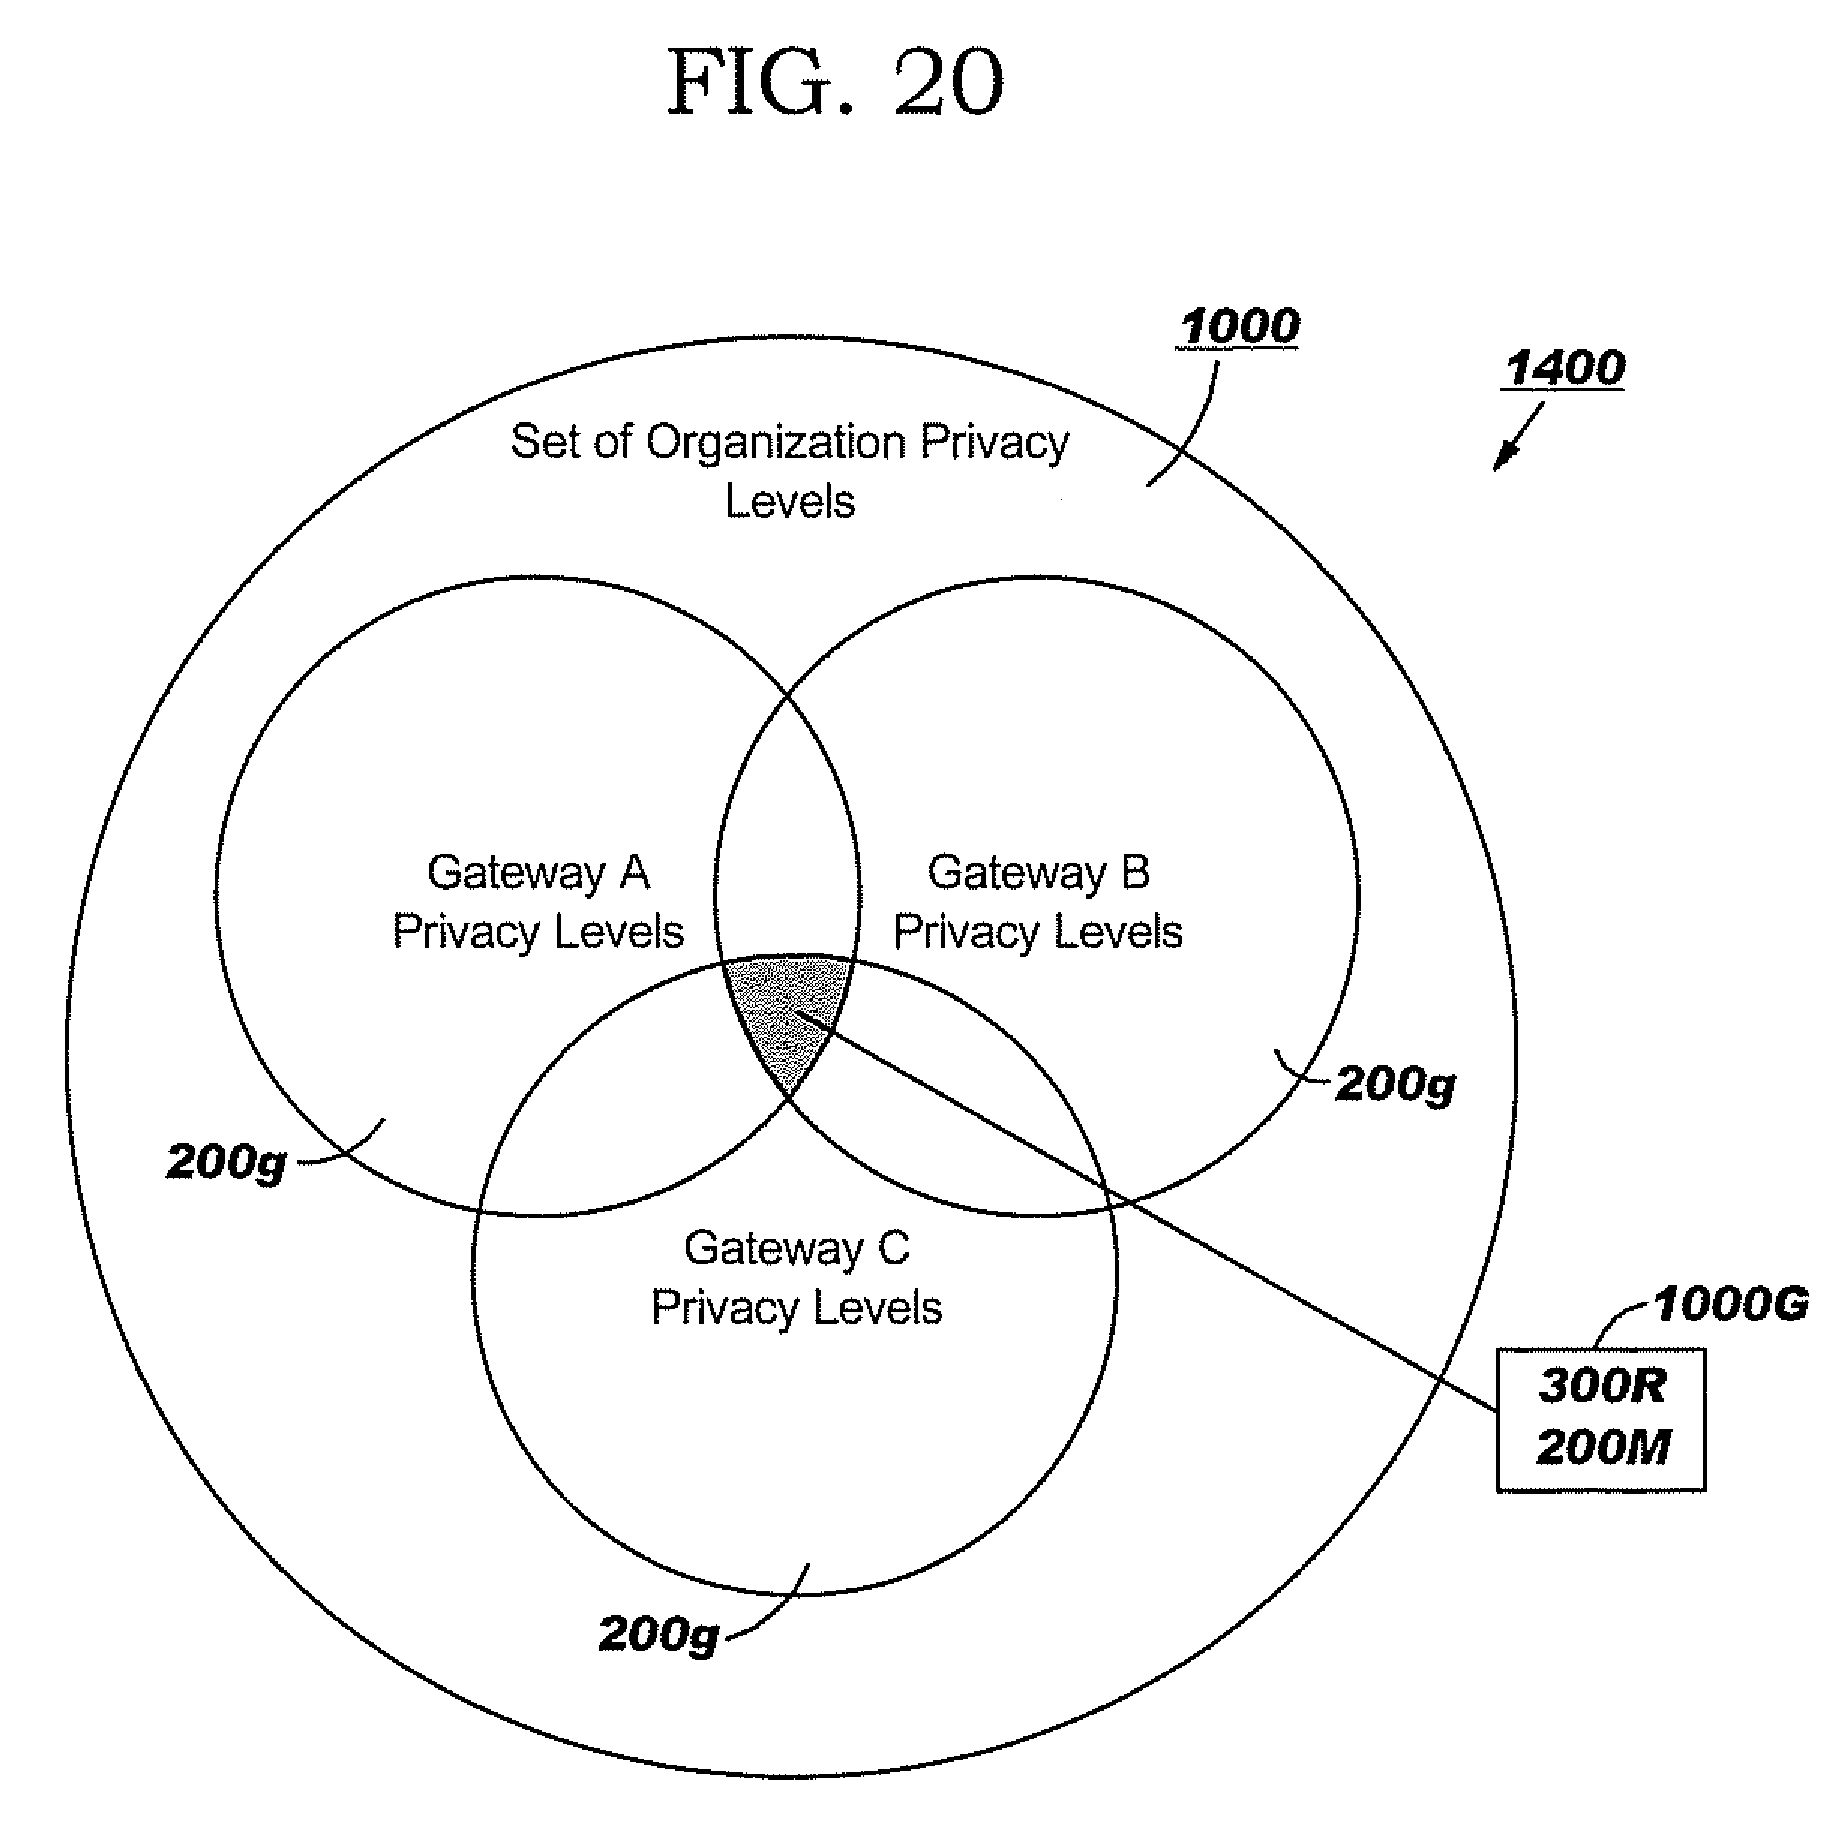 FIG. 20
1000
1400
Set of Organization Privacy
Levels
Gateway A
Privacy Levels
Gateway B
Privacy Levels
200g
200g
Gateway C
Privacy Levels
1000G
300R
200M
200g